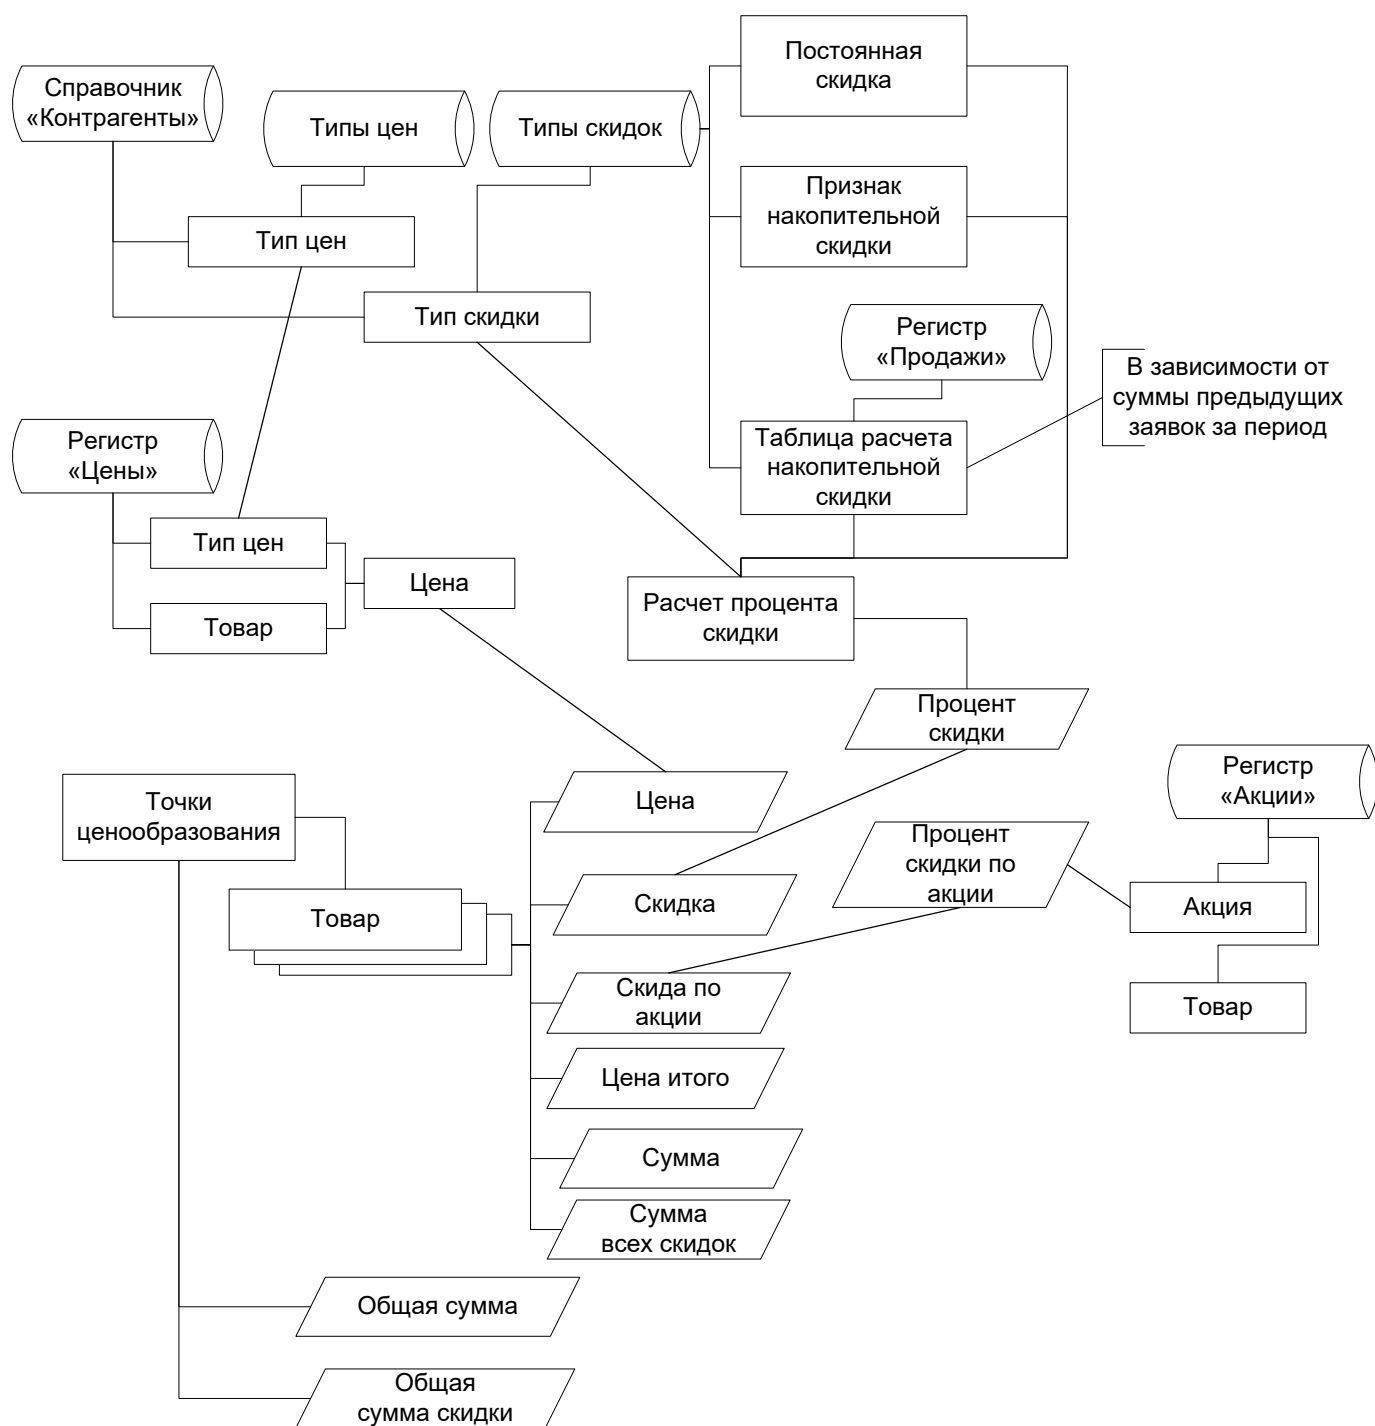 Постоянная
скидка
Справочник
«Контрагенты»
Типы цен
Типы скидок
Признак
накопительной
скидки
Тип цен
Тип скидки
Регистр
«Продажи»
В зависимости от
суммы предыдущих
заявок за период
Регистр
«Цены»
Таблица расчета
накопительной
скидки
Тип цен
Цена
Товар
Расчет процента
скидки
Процент
скидки
Регистр
«Акции»
Точки
ценообразования
Цена
Процент
скидки по
акции
Товар
Скидка
Акция
Скида по
акции
Товар
Цена итого
Сумма
Сумма
всех скидок
Общая сумма
Общая
сумма скидки